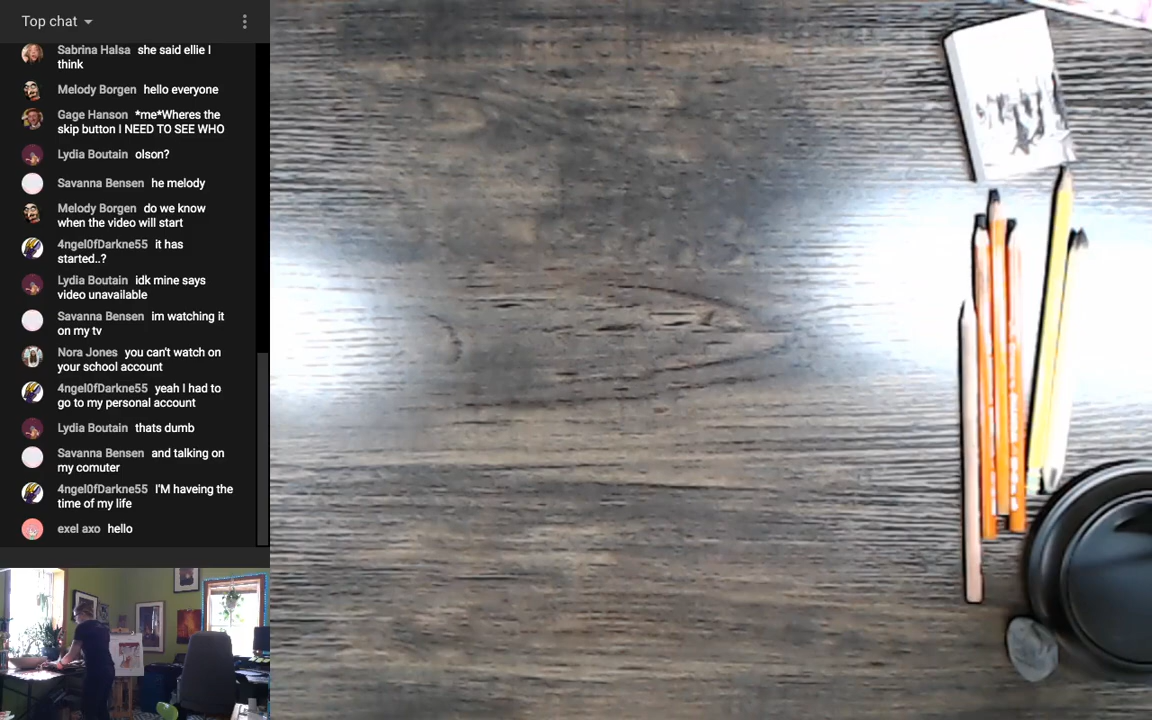 Top chat
Sabrina Halsa she said ellie I
think
Melody Borgen hello everyone
Gage Hanson *me*Wheres the
skip button I NEED TO SEE WHO
Lydia Boutain olson?
Savanna Bensen he melody
Melody Borgen do we know
when the video will start
4ngel0fDarkne55 it has
started..?
Lydia Boutain idk mine says
video unavailable
Savanna Bensen im watching it
on my tv
Nora Jones you can't watch on
your school account
4ngel0fDarkne55 yeah I had to
go to my personal account
Lydia Boutain thats dumb
Savanna Bensen and talking on
my comuter
4ngel0fDarkne55 I'M haveing the
time of my life
exel axo hello